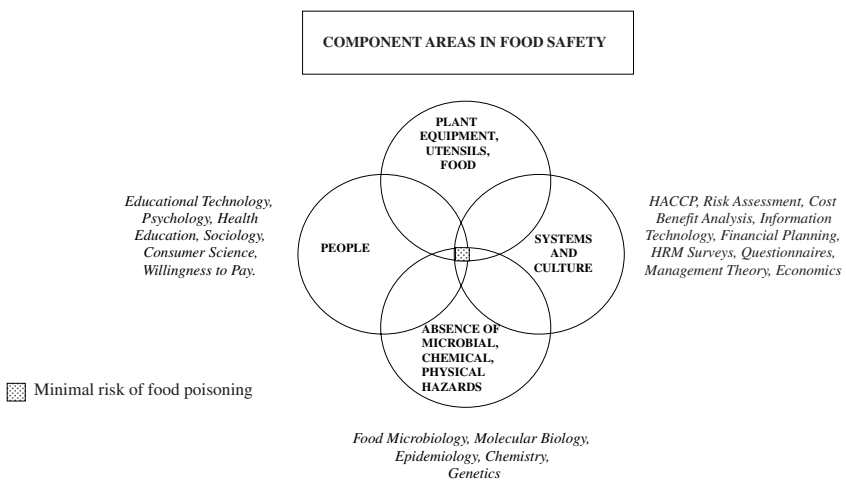 COMPONENT AREAS IN FOOD SAFETY
PLANT
EQUIPMENT,
UTENSILS,
FOOD
Educational Technology,
Psychology, Health
Education, Sociology,
Consumer Science,
Willingness to Pay.
PEOPLE
SYSTEMS
AND
CULTURE
HACCP, Risk Assessment, Cost
Benefit Analysis, Information
Technology, Financial Planning,
HRM Surveys, Questionnaires,
Management Theory, Economics
ABSENCE OF
MICROBIAL,
CHEMICAL,
PHYSICAL
HAZARDS
Minimal risk of food poisoning
Food Microbiology, Molecular Biology,
Epidemiology, Chemistry,
Genetics